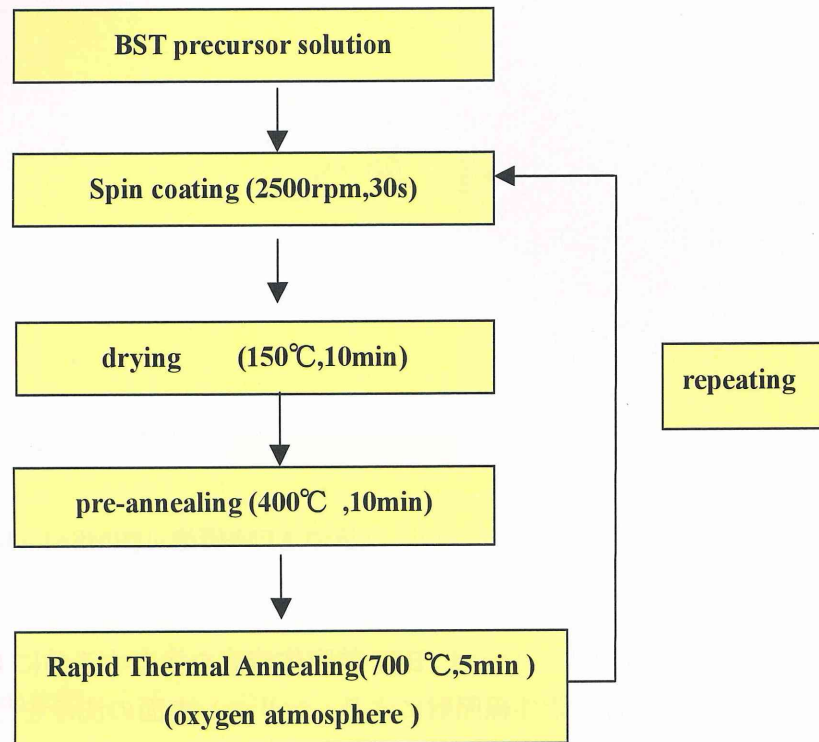 BST precursor solution
Spin coating (2500rpm,30s)
drying (150℃,10min)
repeating
pre-annealing (400℃ ,10min)
Rapid Thermal Annealing(700 ℃,5min )
(oxygen atmosphere )